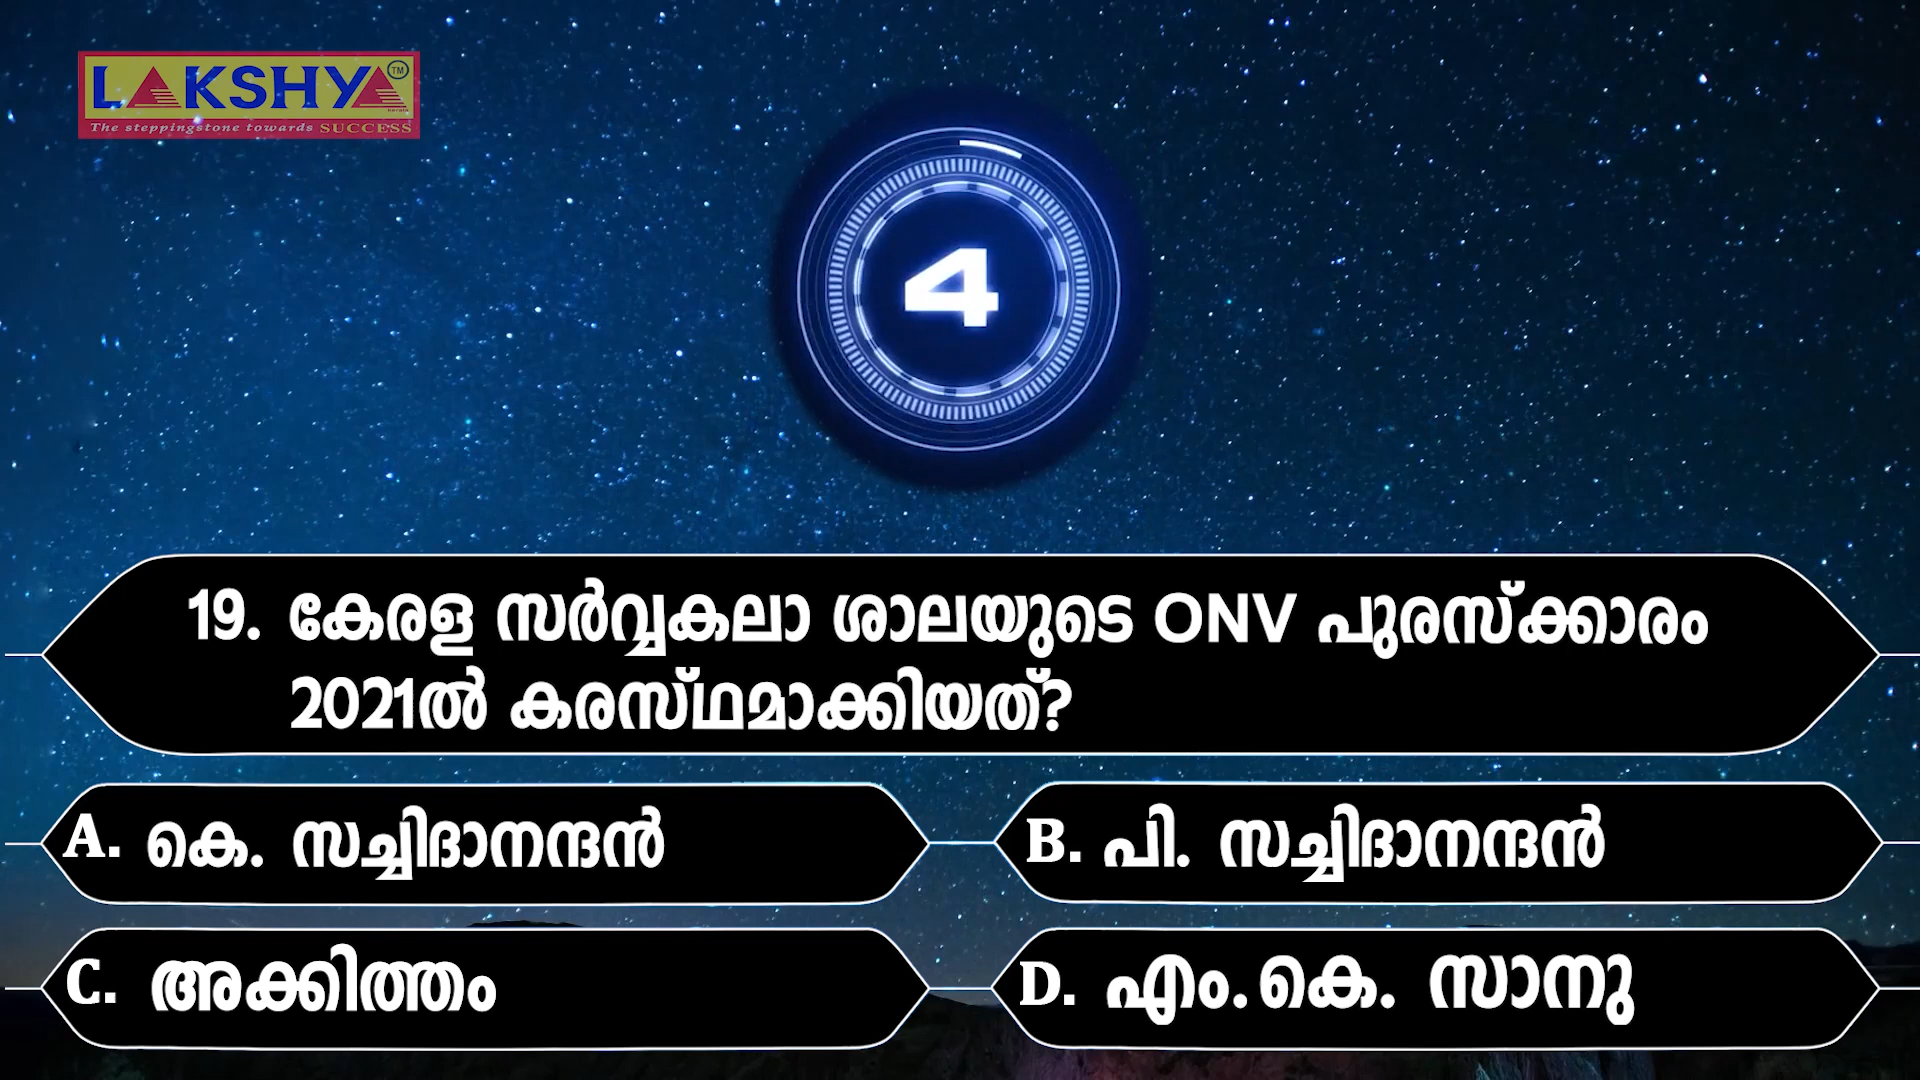 LAKSHYA TM
The steppingstone towards SUCCESS
4
19. കേരള സർവ്വകലാ ശാലയുടെ ONV പുരസ്ക്കാരം
2021ൽ കരസ്ഥമാക്കിയത്?
A. കെ. സച്ചിദാനന്ദൻ
B. പി. സച്ചിദാനന്ദൻ
C. അക്കിത്തം
D. എം.കെ. സാനു